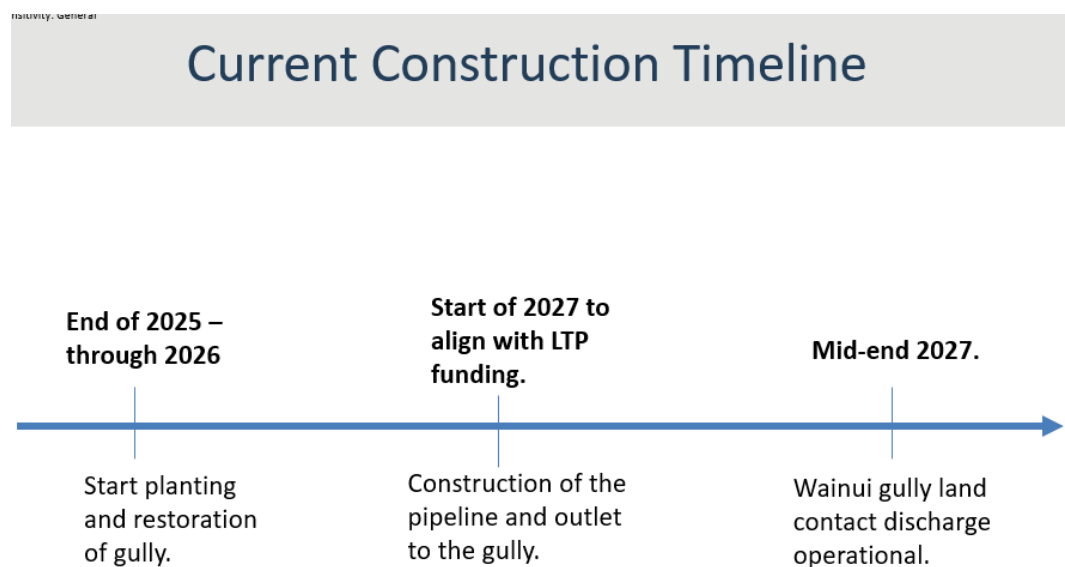 nsitivity: General
Current Construction Timeline
End of 2025 –
through 2026
Start of 2027 to
align with LTP
funding.
Mid-end 2027.
Start planting
and restoration
of gully.
Construction of the
pipeline and outlet
to the gully.
Wainui gully land
contact discharge
operational.